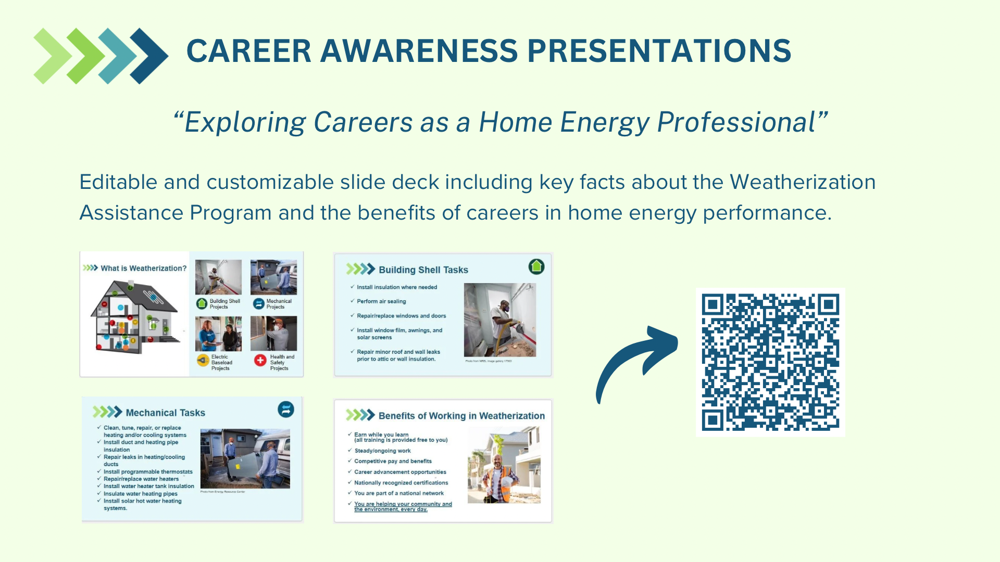 CAREER AWARENESS PRESENTATIONS
“Exploring Careers as a Home Energy Professional”
Editable and customizable slide deck including key facts about the Weatherization
Assistance Program and the benefits of careers in home energy performance.
What is Weatherization?
Building Shell
Projects
Mechanical
Projects
Electric
Baseload
Projects
Health and
Safety
Projects
Building Shell Tasks
✓ Install insulation where needed
✓ Perform air sealing
✓ Repair/replace windows and doors
✓ Install window film, awnings, and
solar screens
✓ Repair minor roof and wall leaks
prior to attic or wall insulation.
Photo from NREL image gallery 17565
Mechanical Tasks
✓ Clean, tune, repair, or replace
heating and/or cooling systems
✓ Install duct and heating pipe
insulation
✓ Repair leaks in heating/cooling
ducts
✓ Install programmable thermostats
✓ Repair/replace water heaters
✓ Install water heater tank insulation
✓ Insulate water heating pipes
✓ Install solar hot water heating
systems.
Photo from Energy Resource Center
Benefits of Working in Weatherization
✓ Earn while you learn
(all training is provided free to you)
✓ Steady/ongoing work
✓ Competitive pay and benefits
✓ Career advancement opportunities
✓ Nationally recognized certifications
✓ You are part of a national network
✓ You are helping your community and
the environment, every day.